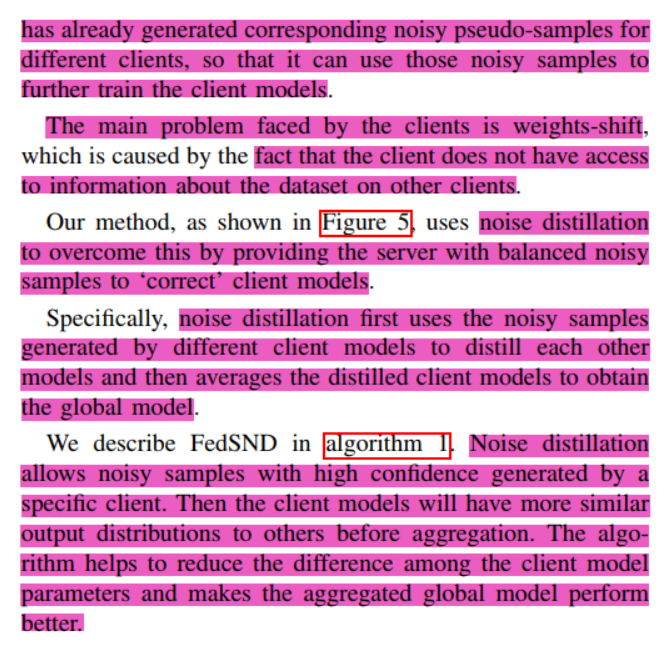 has already generated corresponding noisy pseudo-samples for
different clients, so that it can use those noisy samples to
further train the client models.
The main problem faced by the clients is weights-shift,
which is caused by the fact that the client does not have access
to information about the dataset on other clients.
Our method, as shown in Figure 5, uses noise distillation
to overcome this by providing the server with balanced noisy
samples to ‘correct’ client models.
Specifically, noise distillation first uses the noisy samples
generated by different client models to distill each other
models and then averages the distilled client models to obtain
the global model.
We describe FedSND in algorithm 1. Noise distillation
allows noisy samples with high confidence generated by a
specific client. Then the client models will have more similar
output distributions to others before aggregation. The algo-
rithm helps to reduce the difference among the client model
parameters and makes the aggregated global model perform
better.